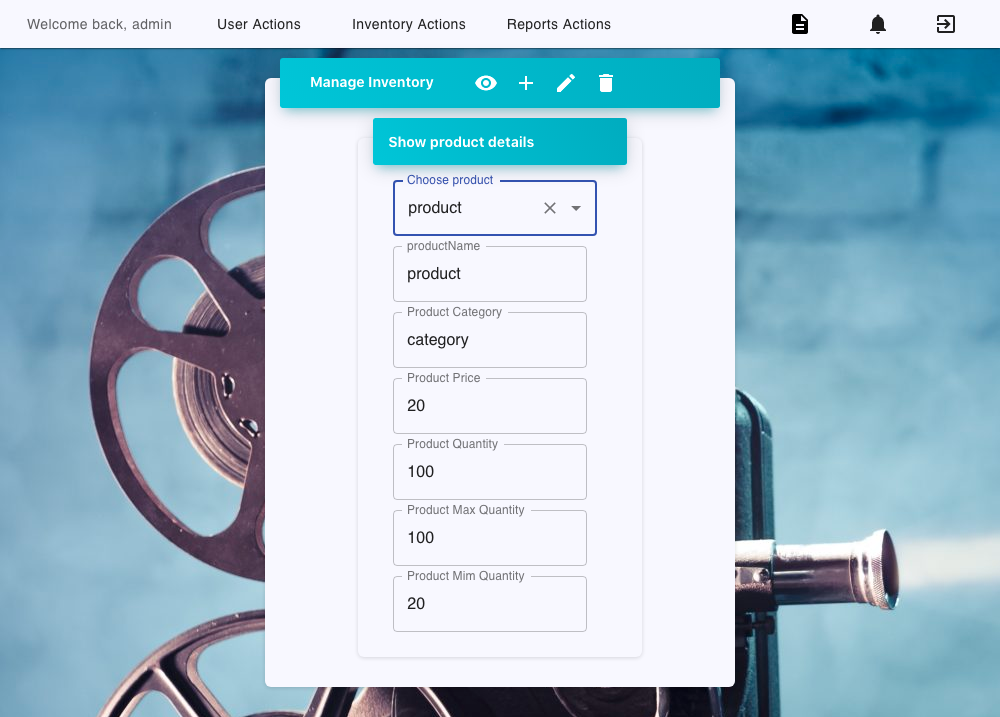 Welcome back, admin
User Actions
Inventory Actions
Reports Actions
Manage Inventory
Show product details
Choose product
product
productName
product
Product Category
category
Product Price
20
Product Quantity
100
Product Max Quantity
100
Product Mim Quantity
20